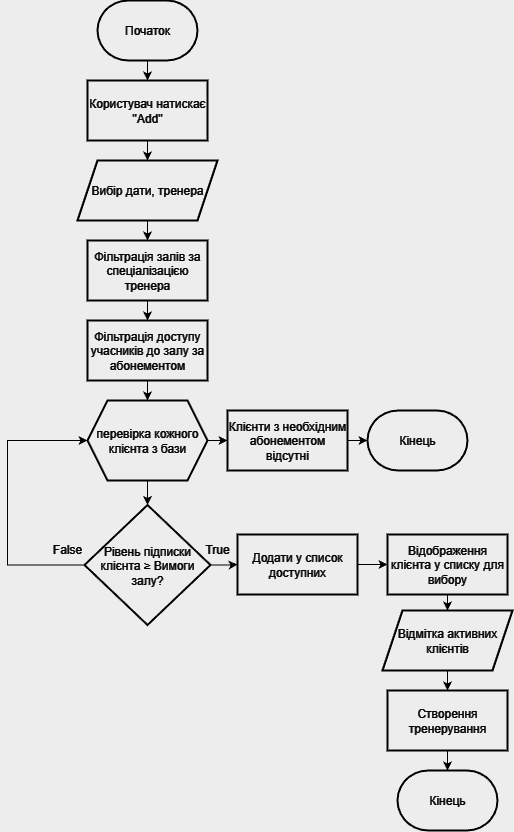 Початок
Користувач натискає
"Add"
Вибір дати, тренера
Фільтрація залів за
спеціалізацією
тренера
Фільтрація доступу
учасників до залу за
абонементом
перевірка кожного
клієнта з бази
Клієнти з необхідним
абонементом
відсутні
Кінець
False
Рівень підписки
клієнта ≥ Вимоги
залу?
True
Додати у список
доступних
Відображення
клієнта у списку для
вибору
Відмітка активних
клієнтів
Створення
тренерування
Кінець